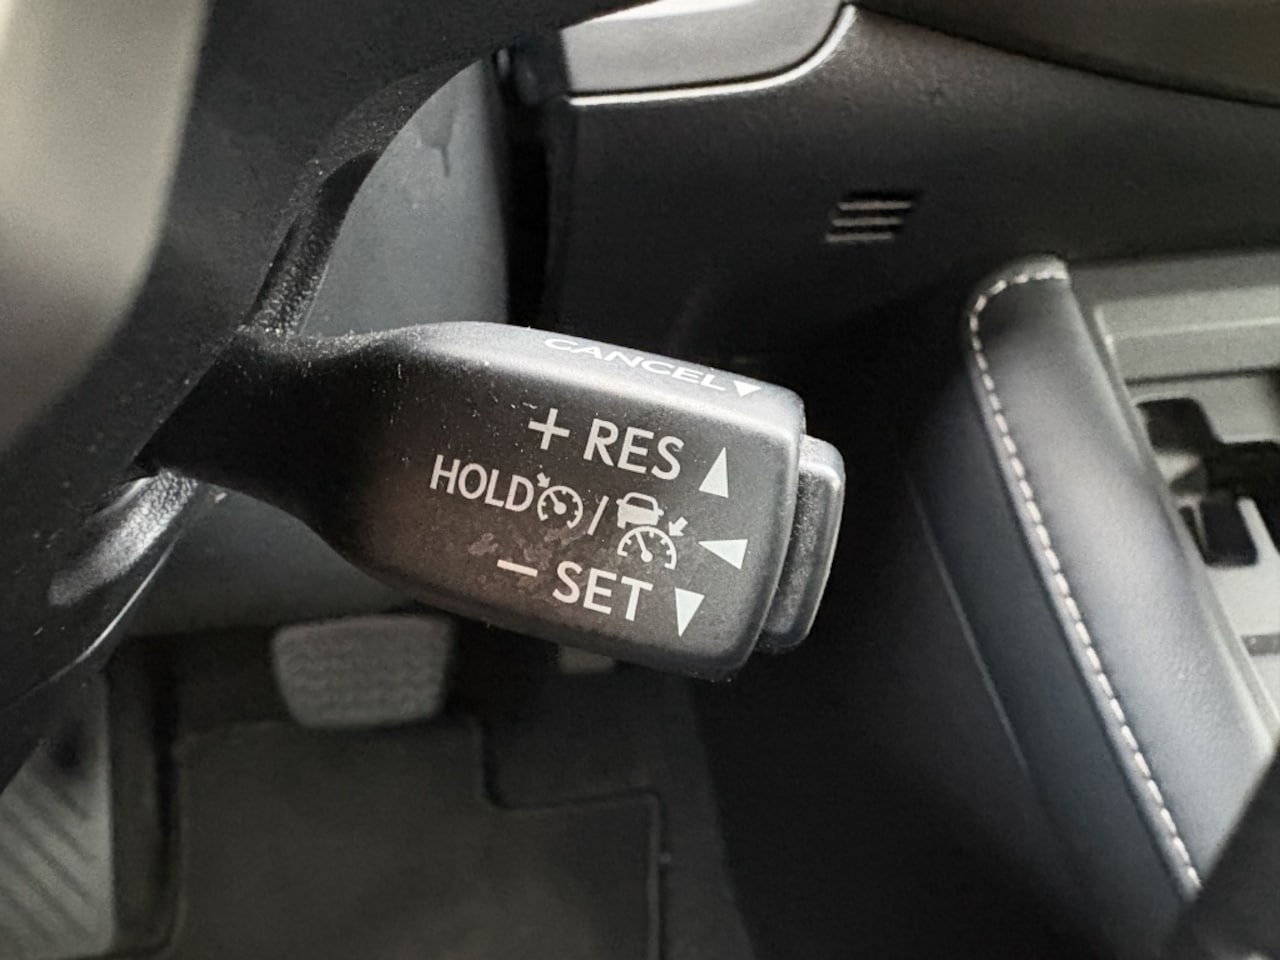 CANCEL
+ RES
HOLD /
− SET